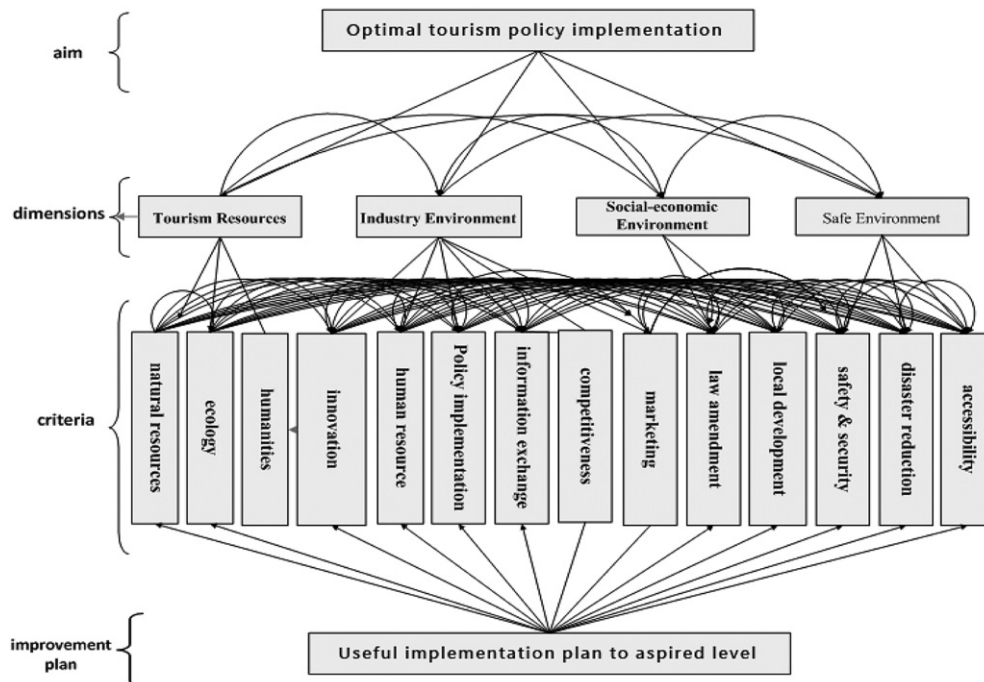 aim
Optimal tourism policy implementation
dimensions
Tourism Resources
Industry Environment
Social-economic
Environment
Safe Environment
criteria
natural resources
ecology
humanities
innovation
human resource
Policy implementation
information exchange
competitiveness
marketing
law amendment
local development
safety & security
disaster reduction
accessibility
improvement
plan
Useful implementation plan to aspired level